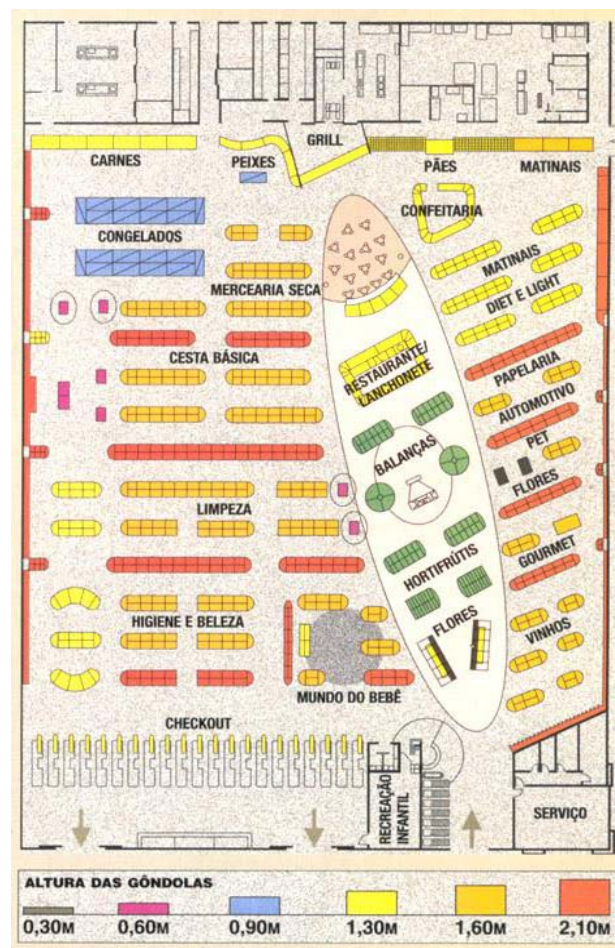 GRILL
CARNES
PEIXES
PÃES
MATINAIS
CONFEITARIA
CONGELADOS
MATINAIS
MERCEARIA SECA
DIET E LIGHT
CESTA BÁSICA
RESTAURANTE/
LANCHONETE
PAPELARIA
AUTOMOTIVO
PET
BALANÇAS
FLORES
LIMPEZA
GOURMET
HORTIFRÚTIS
HIGIENE E BELEZA
FLORES
VINHOS
MUNDO DO BEBÊ
CHECKOUT
RECREAÇÃO
INFANTIL
SERVIÇO
ALTURA DAS GÔNDOLAS
0,30M 0,60M 0,90M 1,30M 1,60M 2,10M